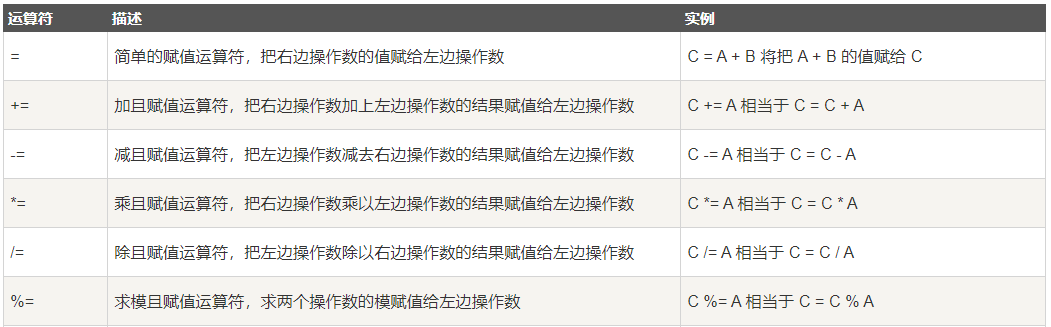 运算符 描述 实例
= 简单的赋值运算符，把右边操作数的值赋给左边操作数 C = A + B 将把 A + B 的值赋给 C
+= 加且赋值运算符，把右边操作数加上左边操作数的结果赋值给左边操作数 C += A 相当于 C = C + A
-= 减且赋值运算符，把左边操作数减去右边操作数的结果赋值给左边操作数 C -= A 相当于 C = C - A
*= 乘且赋值运算符，把右边操作数乘以左边操作数的结果赋值给左边操作数 C *= A 相当于 C = C * A
/= 除且赋值运算符，把左边操作数除以右边操作数的结果赋值给左边操作数 C /= A 相当于 C = C / A
%= 求模且赋值运算符，求两个操作数的模赋值给左边操作数 C %= A 相当于 C = C % A